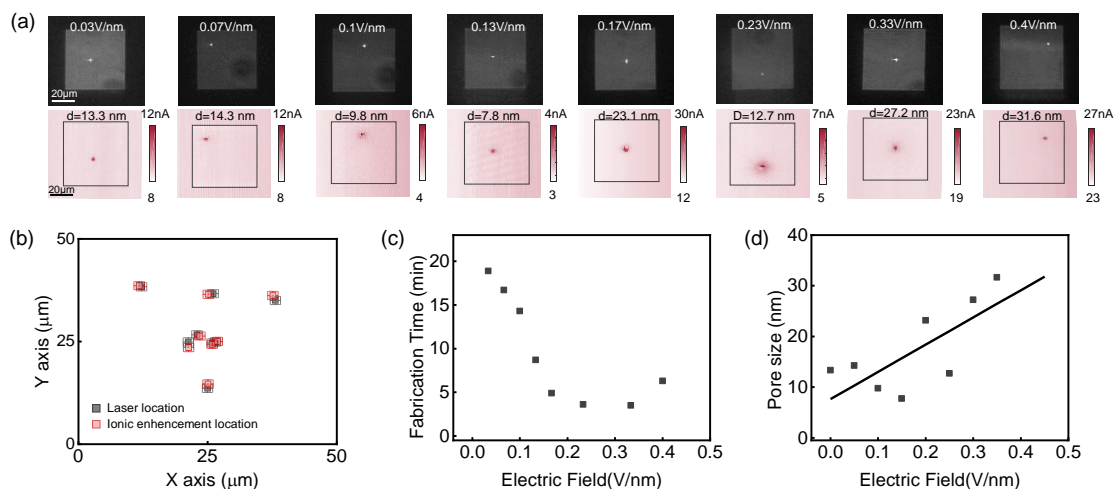 (a)
0.03V/nm 0.07V/nm 0.1V/nm 0.13V/nm 0.17V/nm 0.23V/nm 0.33V/nm 0.4V/nm
20μm
12nA 12nA 6nA 4nA 30nA 7nA 23nA 27nA
d=13.3 nm d=14.3 nm d=9.8 nm d=7.8 nm d=23.1 nm D=12.7 nm d=27.2 nm d=31.6 nm
20μm
8 8 4 3 12 5 19 23
(b)
50
25
0
0 25 50
Y axis (μm)
X axis (μm)
Laser location
Ionic enhencement location
(c)
20
15
10
5
0
0.0 0.1 0.2 0.3 0.4 0.5
Fabrication Time (min)
Electric Field(V/nm)
(d)
40
30
20
10
0
0.0 0.1 0.2 0.3 0.4 0.5
Pore size (nm)
Electric Field(V/nm)